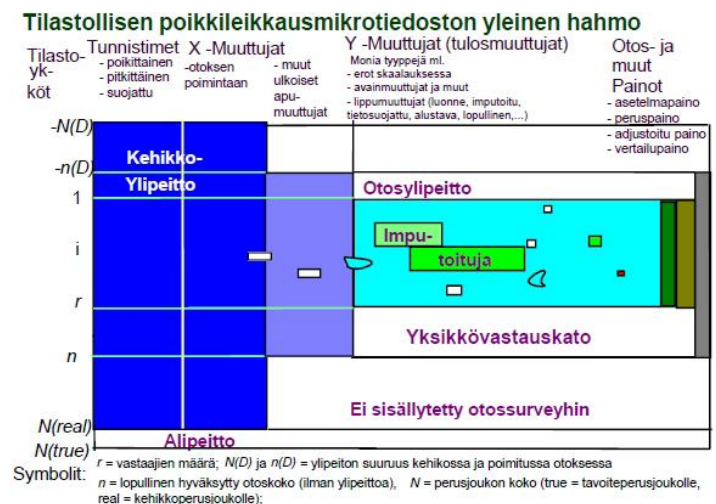 Tilastollisen poikkileikkausmikrotiedoston yleinen hahmo
Tilasto-
yk-
köt
Tunnistimet
- poikittainen
- pitkittäinen
- suojattu
X -Muuttujat
-otoksen
poimintaan
- muut
ulkoiset
apu-
muuttujat
Y -Muuttujat (tulosmuuttujat)
Monia tyyppejä ml.
- erot skaalauksessa
- avainmuuttujat ja muut
- lippumuuttujat (luonne, imputoitu,
tietosuojattu, alustava, lopullinen,...)
Otos- ja
muut
Painot
- asetelmapaino
- peruspaino
- adjustoitu paino
- vertailupaino
-N(D)
-n(D)
1
i
r
n
N(real)
N(true)
Kehikko-
Ylipeitto
Otosylipeitto
Impu-
toituja
Yksikkövastauskato
Ei sisällytetty otossurveyhin
Alipeitto
Symbolit:
r = vastaajien määrä; N(D) ja n(D) = ylipeiton suuruus kehikossa ja poimitussa otoksessa
n = lopullinen hyväksytty otoskoko (ilman ylipeittoa), N = perusjoukon koko (true = tavoiteperusjoukolle,
real = kehikkoperusjoukolle);